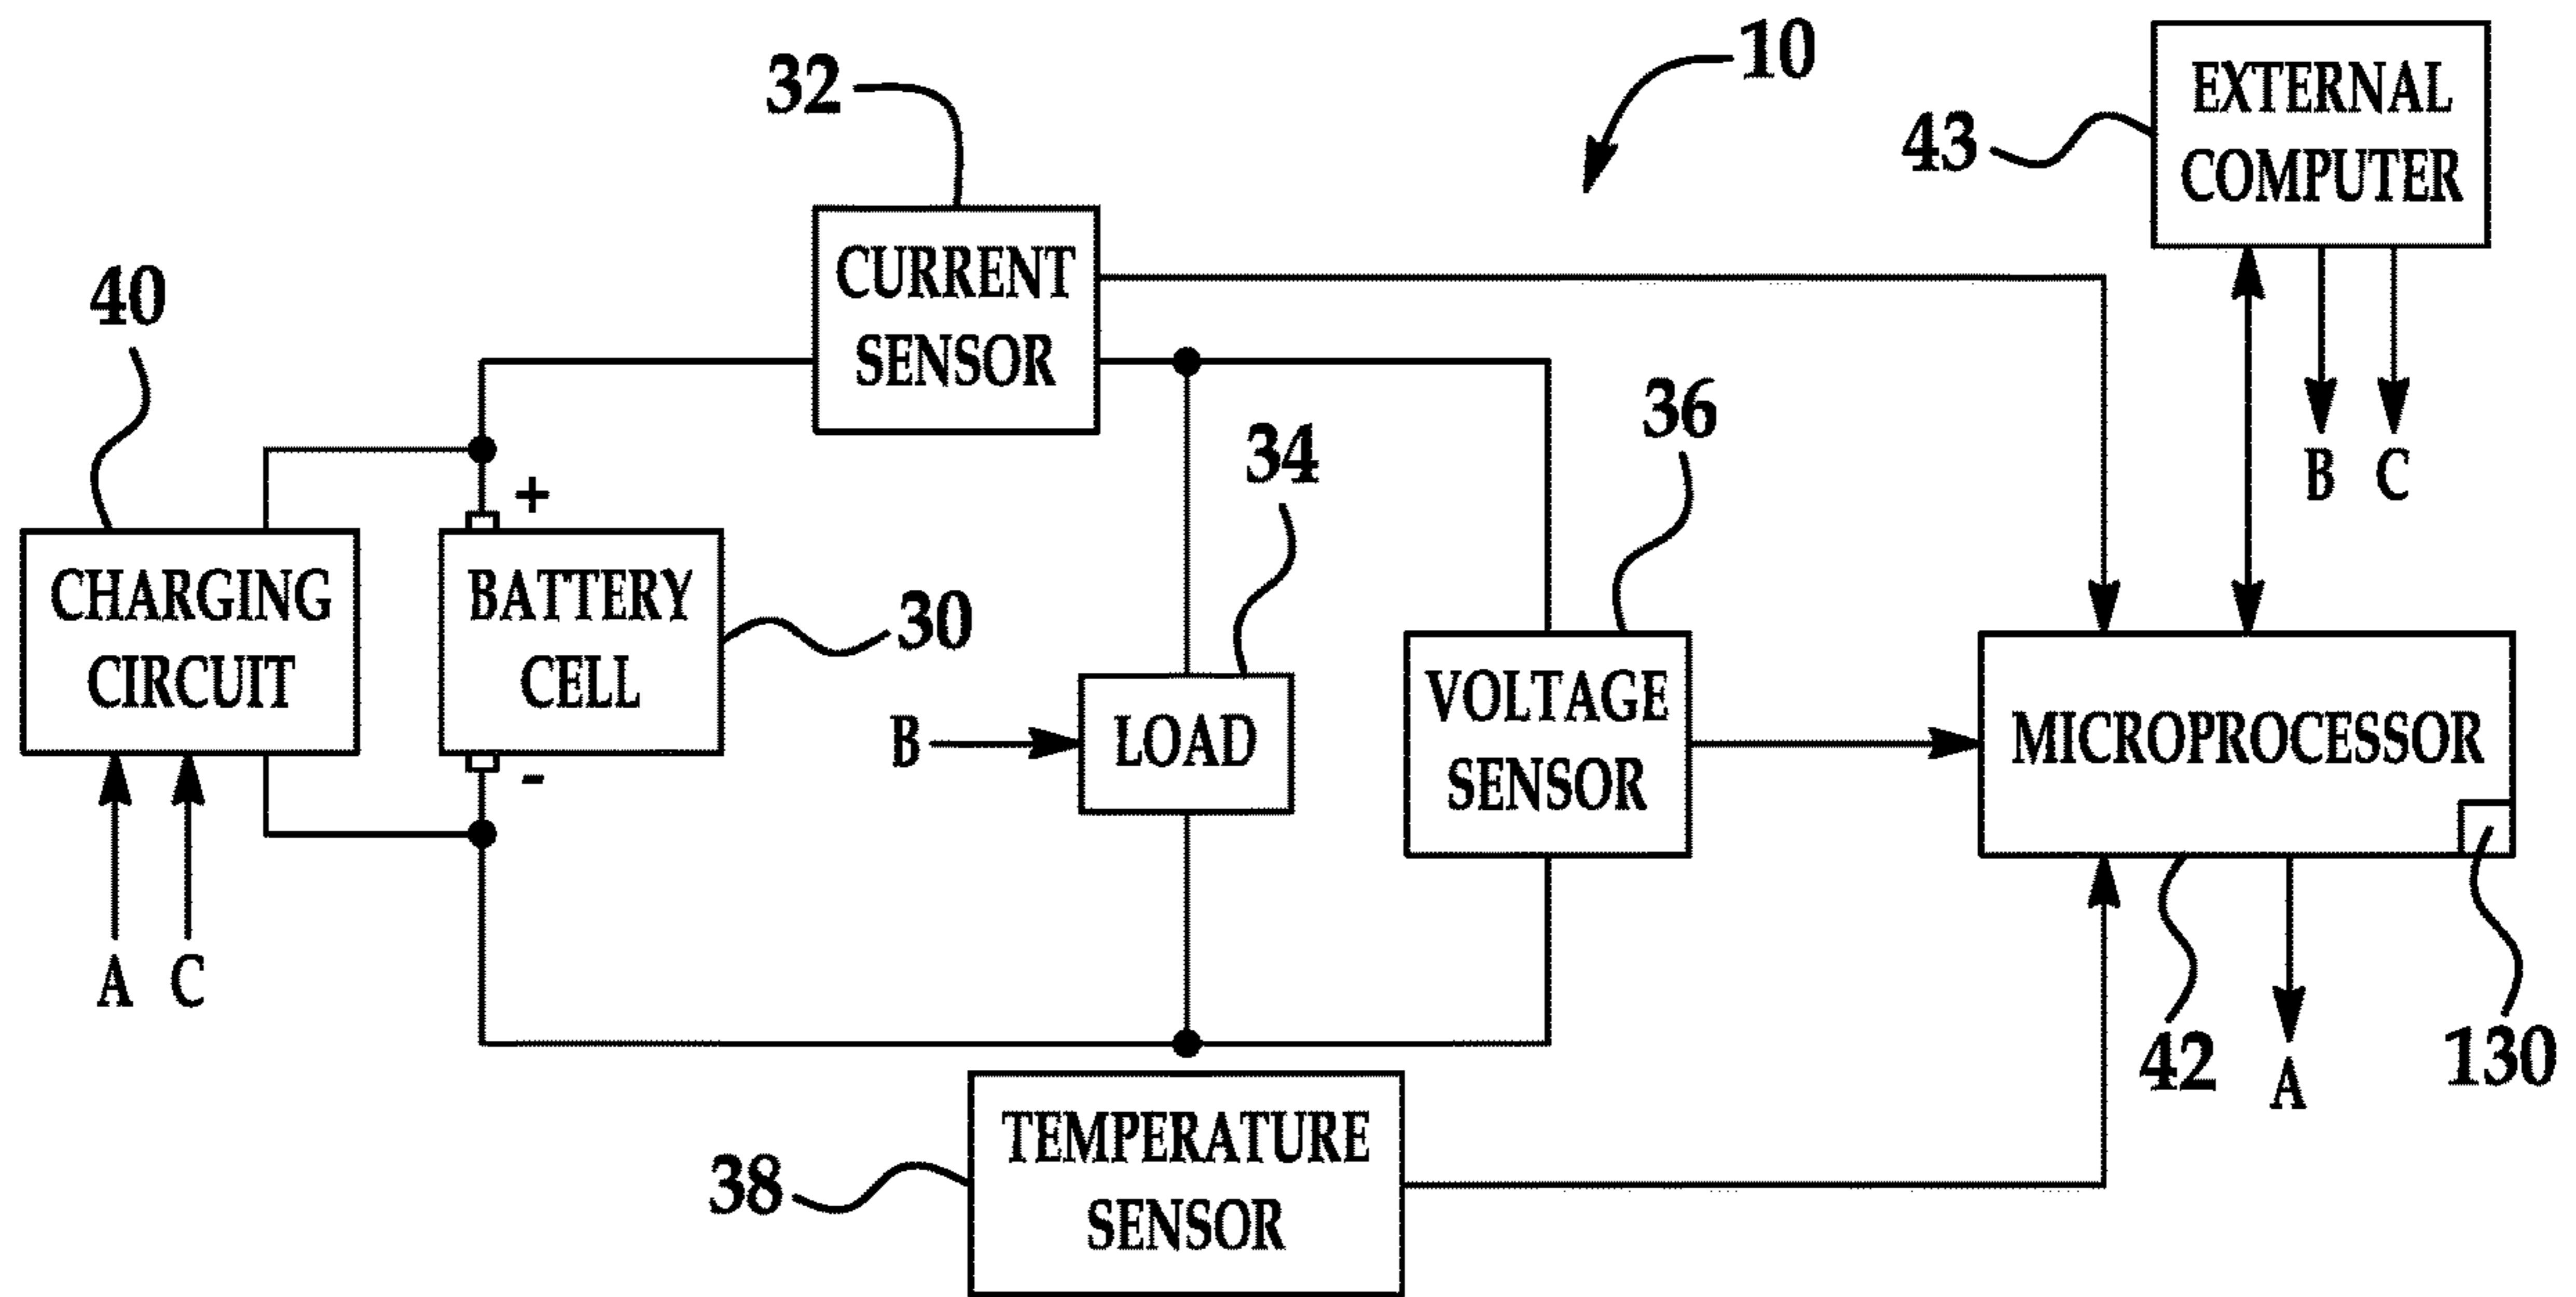 10
EXTERNAL
COMPUTER
43
32
CURRENT
SENSOR
40
B C
36
34
+
CHARGING
CIRCUIT
BATTERY
CELL
30
-
B
LOAD
VOLTAGE
SENSOR
MICROPROCESSOR
A C
42
A
130
TEMPERATURE
SENSOR
38